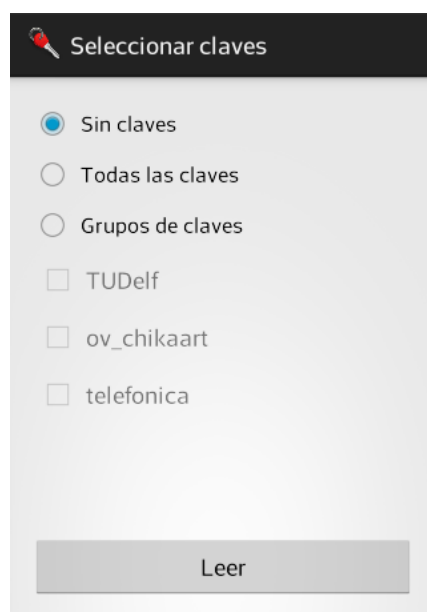 Seleccionar claves
Sin claves
Todas las claves
Grupos de claves
TUDelf
ov_chikaart
telefonica
Leer